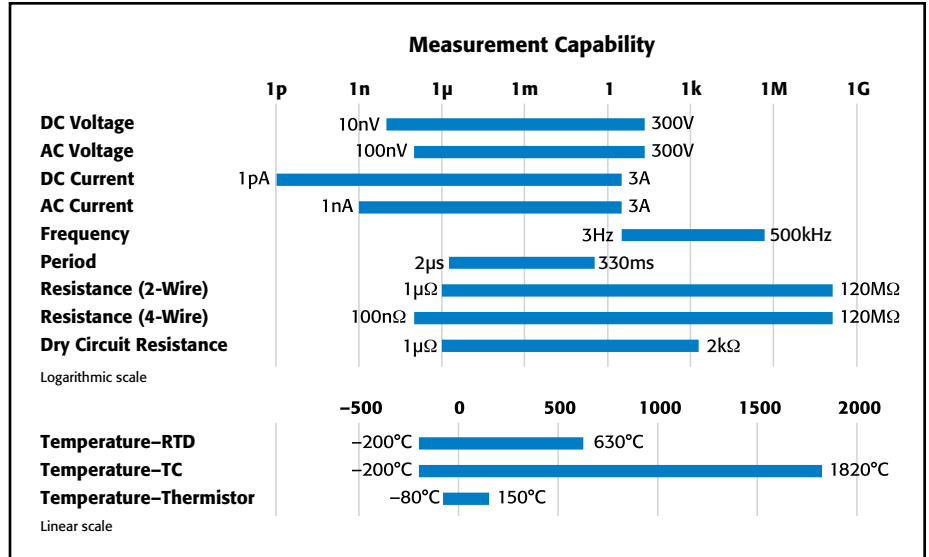 Measurement Capability
1p 1n 1µ 1m 1 1k 1M 1G
DC Voltage 10nV 300V
AC Voltage 100nV 300V
DC Current 1pA 3A
AC Current 1nA 3A
Frequency 3Hz 500kHz
Period 2µs 330ms
Resistance (2-Wire) 1µΩ 120MΩ
Resistance (4-Wire) 100nΩ 120MΩ
Dry Circuit Resistance 1µΩ 2kΩ
Logarithmic scale
–500 0 500 1000 1500 2000
Temperature–RTD –200°C 630°C
Temperature–TC –200°C 1820°C
Temperature–Thermistor –80°C 150°C
Linear scale